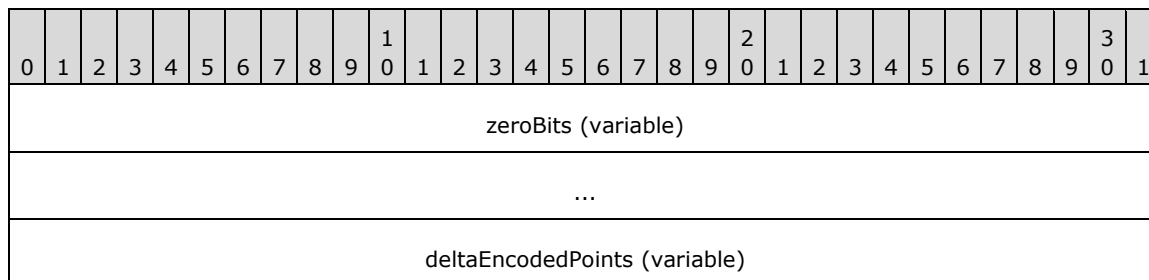 1 2 3
0 1 2 3 4 5 6 7 8 9 0 1 2 3 4 5 6 7 8 9 0 1 2 3 4 5 6 7 8 9 0 1
zeroBits (variable)
...
deltaEncodedPoints (variable)